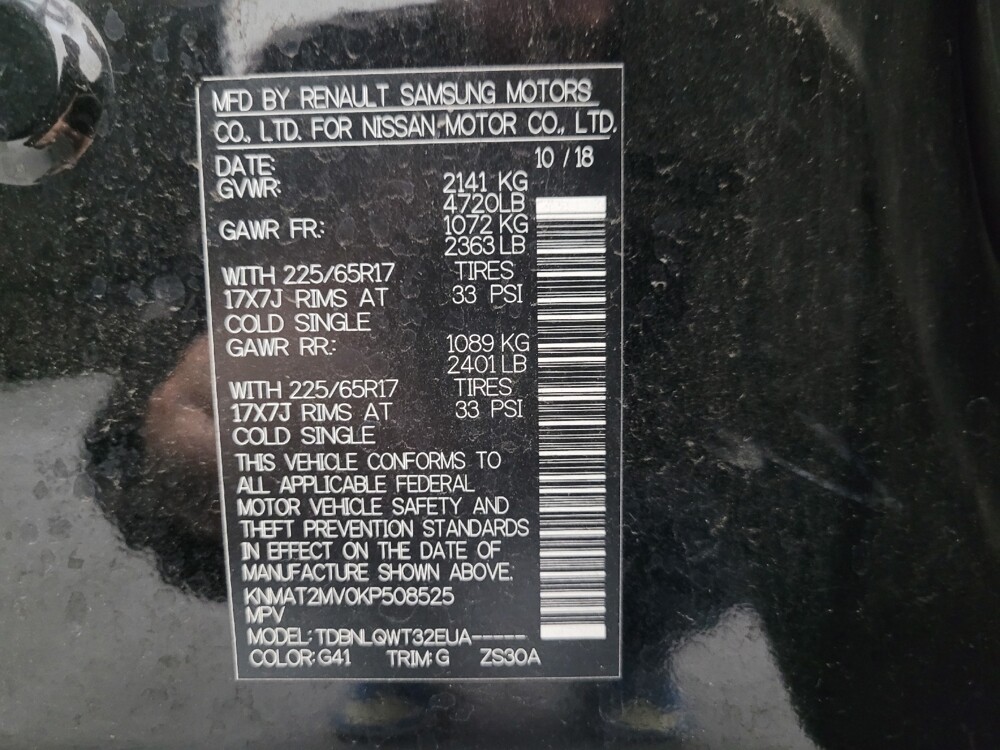 MFD BY RENAULT SAMSUNG MOTORS
CO., LTD. FOR NISSAN MOTOR CO., LTD.
DATE: 10 / 18
GVWR: 2141 KG
4720LB
GAWR FR.: 1072 KG
2363 LB
WITH 225/65R17 TIRES
17X7J RIMS AT 33 PSI
COLD SINGLE
GAWR RR.: 1089 KG
2401 LB
WITH 225/65R17 TIRES
17X7J RIMS AT 33 PSI
COLD SINGLE
THIS VEHICLE CONFORMS TO
ALL APPLICABLE FEDERAL
MOTOR VEHICLE SAFETY AND
THEFT PREVENTION STANDARDS
IN EFFECT ON THE DATE OF
MANUFACTURE SHOWN ABOVE.
KNMAT2MV0KP508525
MPV
MODEL: TDBNLQWT32EUA-----
COLOR: G41 TRIM: G ZS30A